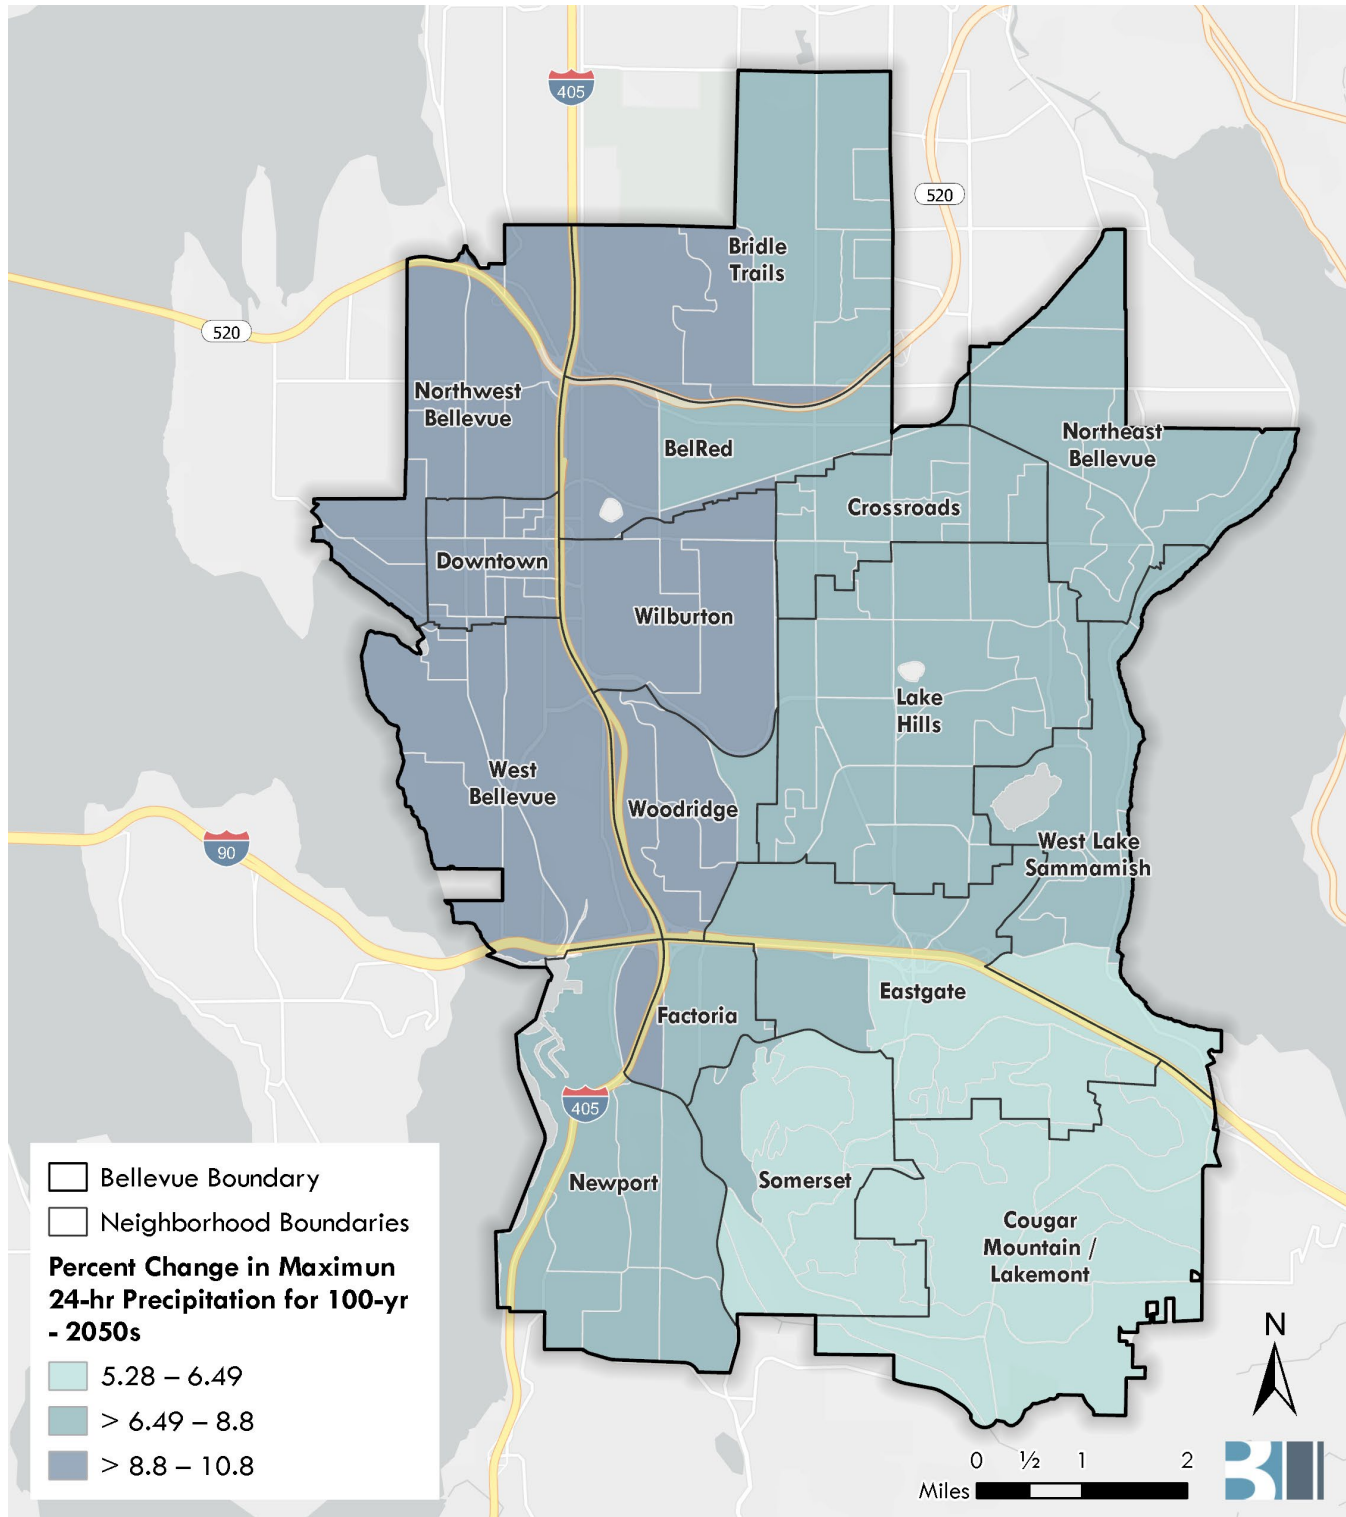 405
520
Bridle
Trails
520
Northwest
Bellevue
BelRed
Northeast
Bellevue
Crossroads
Downtown
Wilburton
Lake
Hills
West
Bellevue
Woodridge
90
West Lake
Sammamish
Eastgate
Factoria
405
Newport
Somerset
Cougar
Mountain /
Lakemont
Bellevue Boundary
Neighborhood Boundaries
Percent Change in Maximun
24-hr Precipitation for 100-yr
- 2050s
5.28 – 6.49
> 6.49 – 8.8
> 8.8 – 10.8
N
0 ½ 1 2
Miles